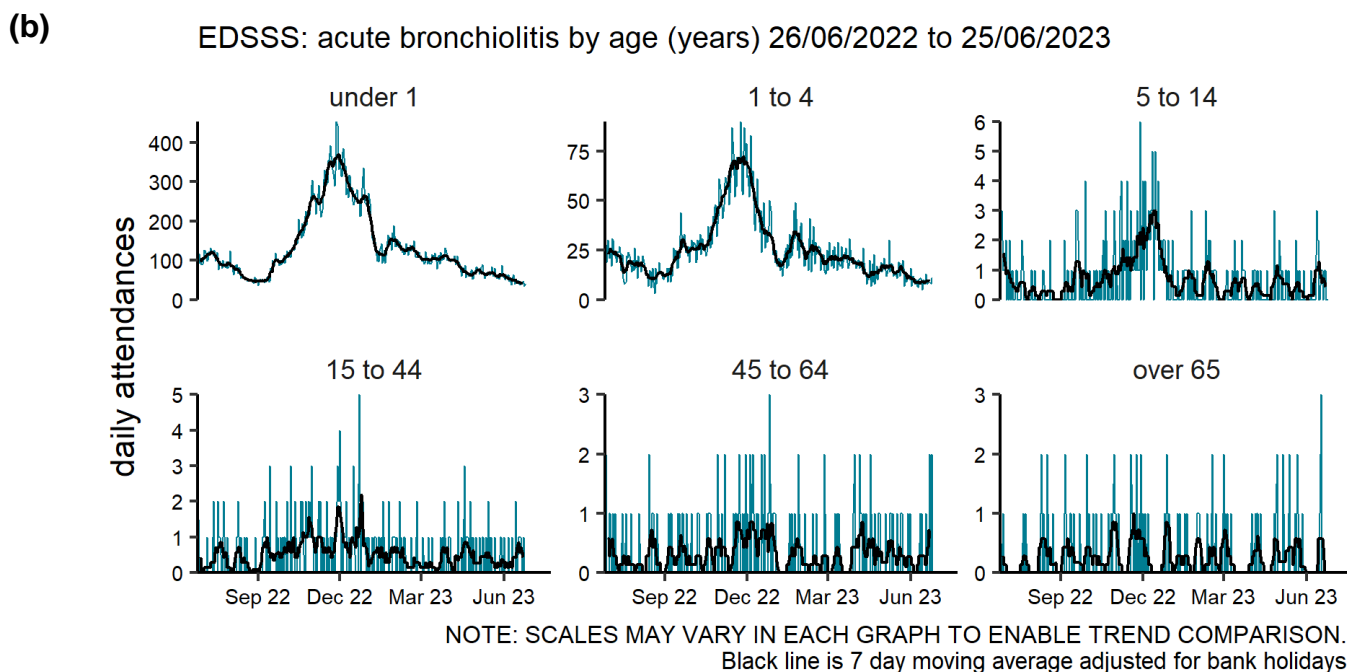 (b)
EDSSS: acute bronchiolitis by age (years) 26/06/2022 to 25/06/2023
under 1
1 to 4
5 to 14
400
300
200
100
0
75
50
25
0
6
5
4
3
2
1
0
daily attendances
15 to 44
45 to 64
over 65
5
4
3
2
1
0
3
2
1
0
3
2
1
0
Sep 22 Dec 22 Mar 23 Jun 23
Sep 22 Dec 22 Mar 23 Jun 23
Sep 22 Dec 22 Mar 23 Jun 23
NOTE: SCALES MAY VARY IN EACH GRAPH TO ENABLE TREND COMPARISON.
Black line is 7 day moving average adjusted for bank holidays